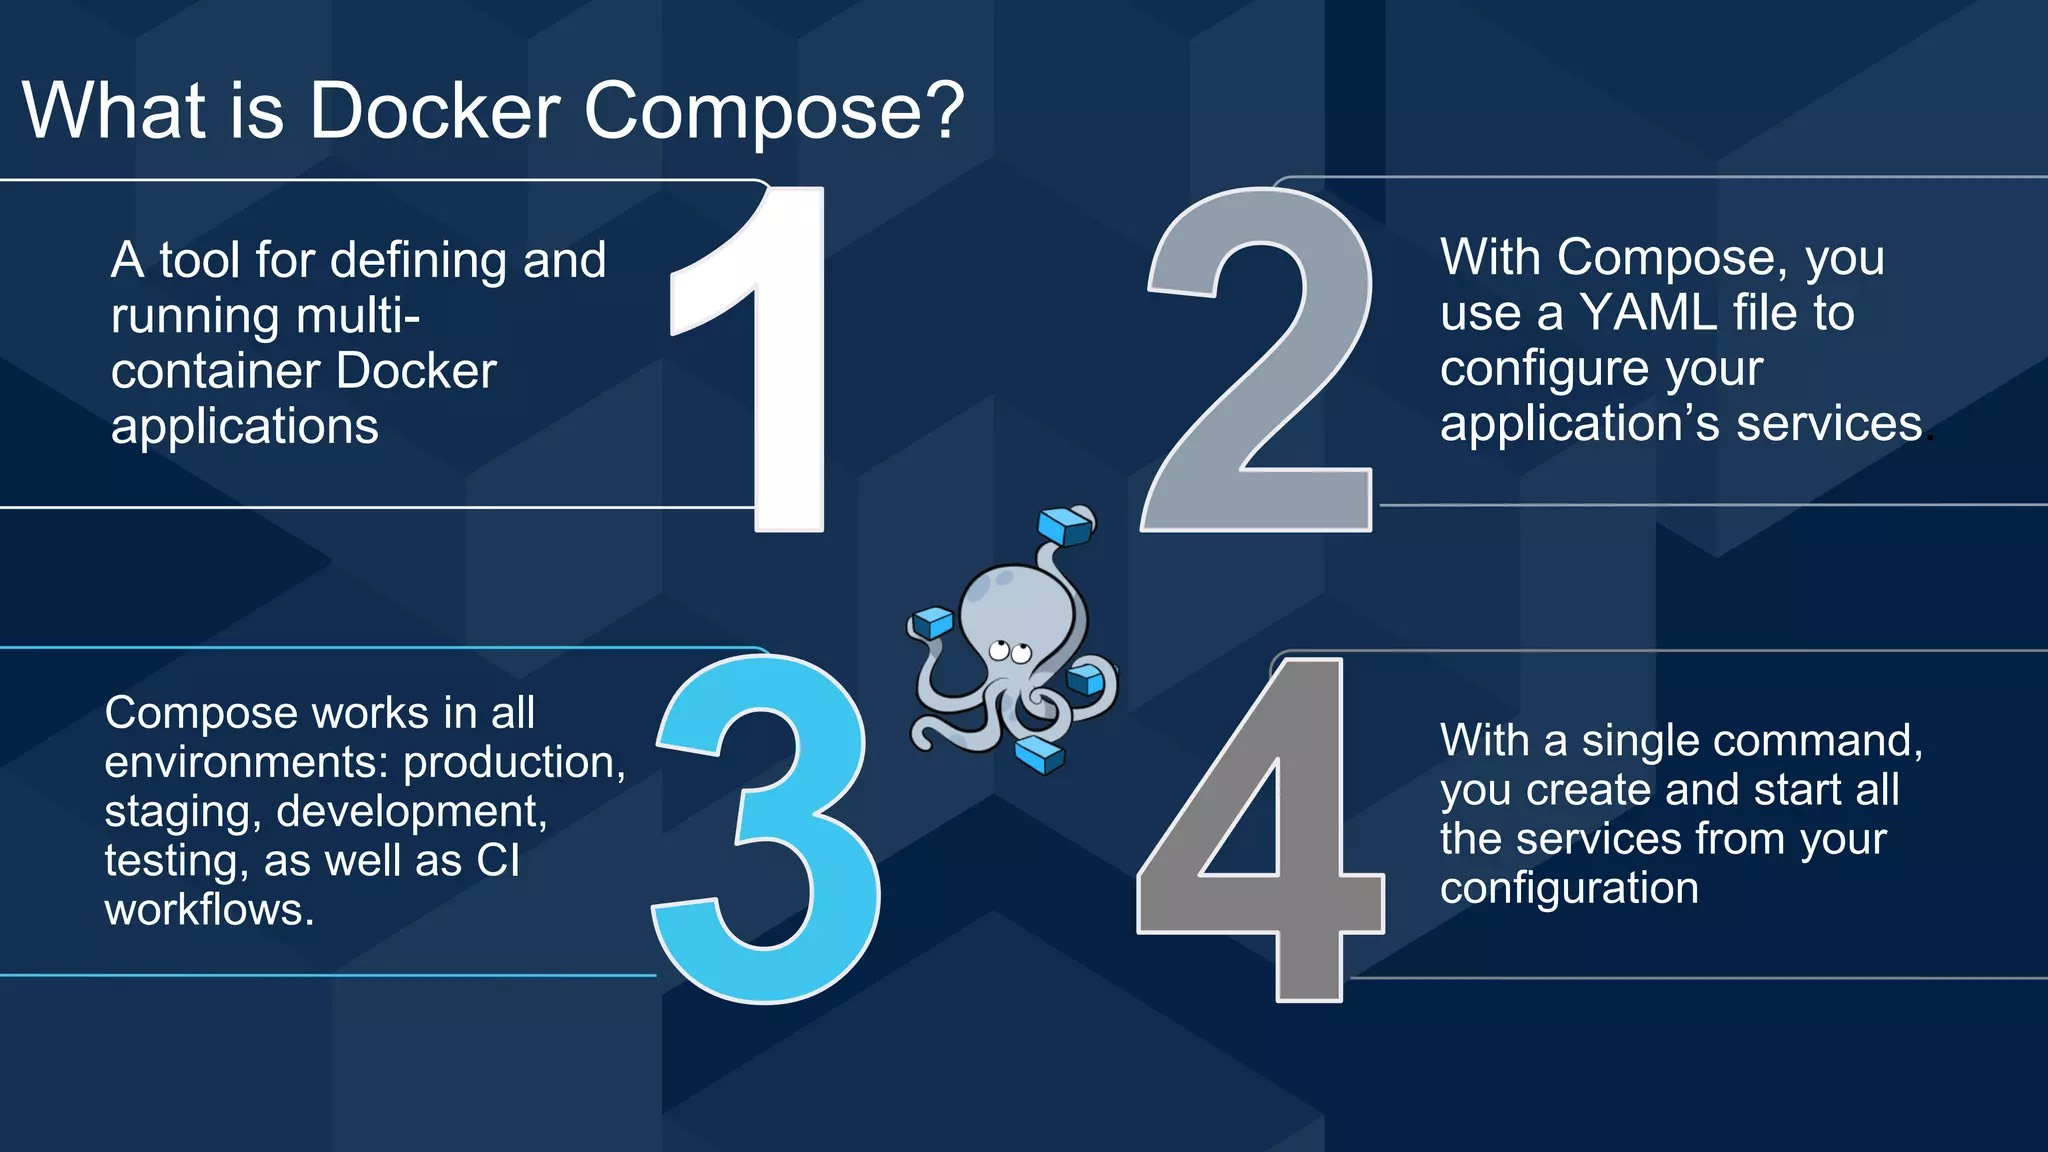 What is Docker Compose?
1
A tool for defining and
running multi-
container Docker
applications
2
With Compose, you
use a YAML file to
configure your
application’s services.
3
Compose works in all
environments: production,
staging, development,
testing, as well as CI
workflows.
4
With a single command,
you create and start all
the services from your
configuration